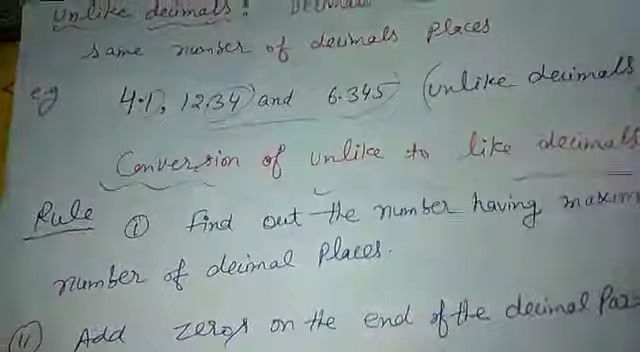 Unlike decimals:
same number of decimals places
eg 4.1, 12.34 and 6.345 (unlike decimals
Conversion of unlike to like decimals
Rule (i) find out the number having maxim
number of decimal places.
(ii) Add zeros on the end of the decimal Par